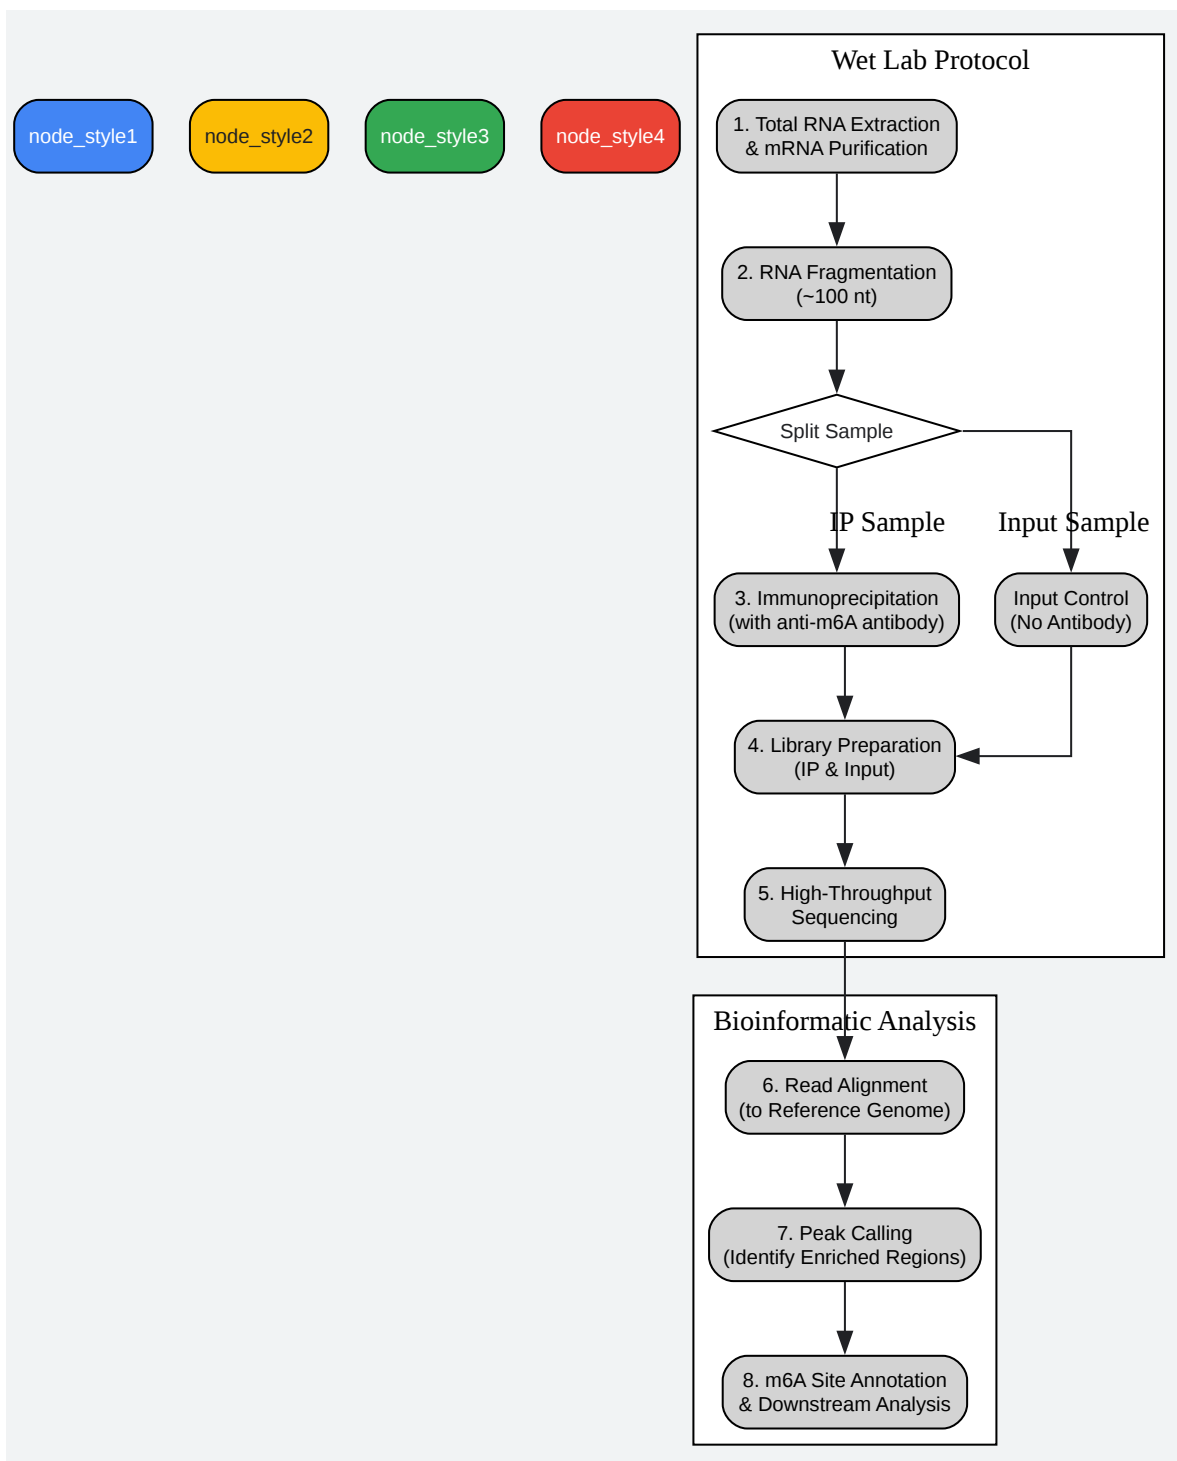 Wet Lab Protocol
node_style1
node_style2
node_style3
node_style4
1. Total RNA Extraction
& mRNA Purification
2. RNA Fragmentation
(~100 nt)
Split Sample
IP Sample
Input Sample
3. Immunoprecipitation
(with anti-m6A antibody)
Input Control
(No Antibody)
4. Library Preparation
(IP & Input)
5. High-Throughput
Sequencing
Bioinformatic Analysis
6. Read Alignment
(to Reference Genome)
7. Peak Calling
(Identify Enriched Regions)
8. m6A Site Annotation
& Downstream Analysis